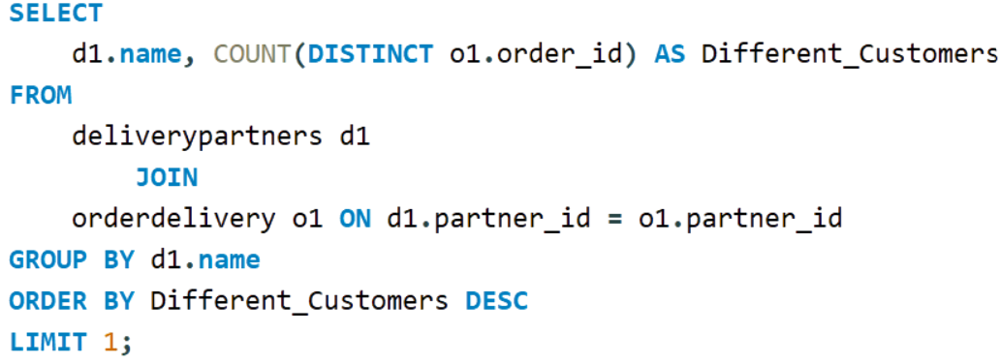 SELECT
    d1.name, COUNT(DISTINCT o1.order_id) AS Different_Customers
FROM
    deliverypartners d1
        JOIN
    orderdelivery o1 ON d1.partner_id = o1.partner_id
GROUP BY d1.name
ORDER BY Different_Customers DESC
LIMIT 1;